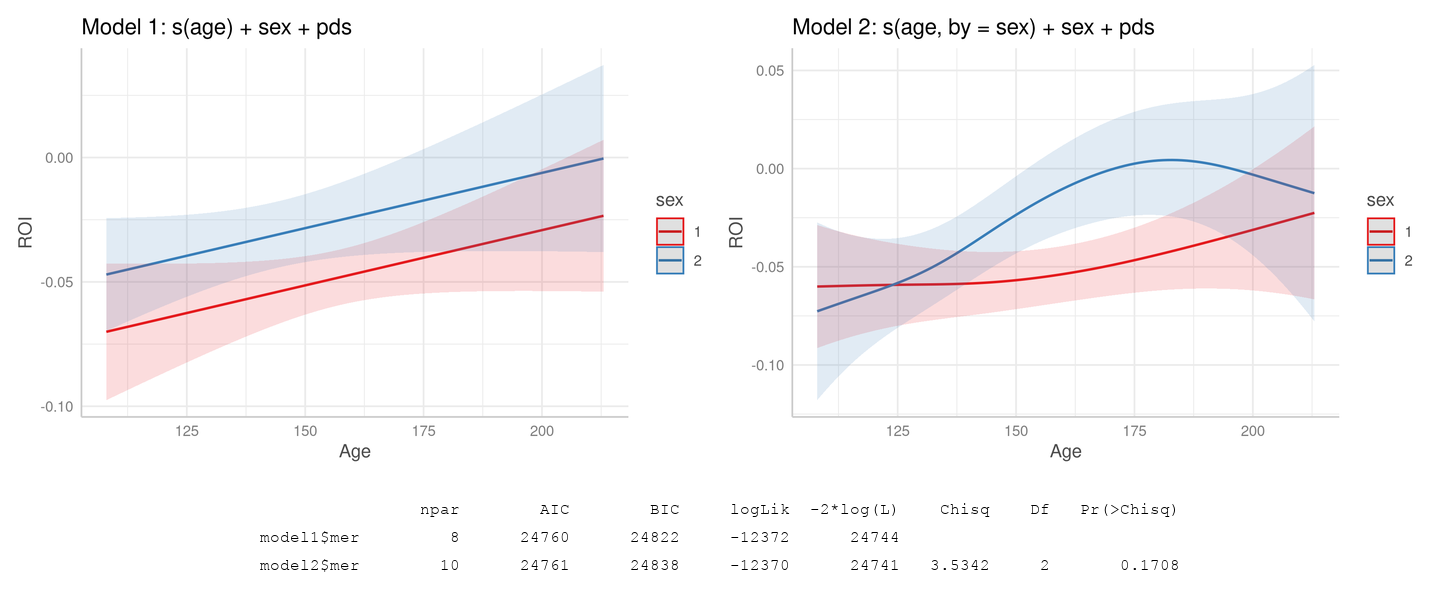 Model 1: s(age) + sex + pds
ROI
0.00
-0.05
-0.10
125 150 175 200
Age
sex
1
2
Model 2: s(age, by = sex) + sex + pds
ROI
0.05
0.00
-0.05
-0.10
125 150 175 200
Age
sex
1
2
npar AIC BIC logLik -2*log(L) Chisq Df Pr(>Chisq)
model1$mer 8 24760 24822 -12372 24744
model2$mer 10 24761 24838 -12370 24741 3.5342 2 0.1708